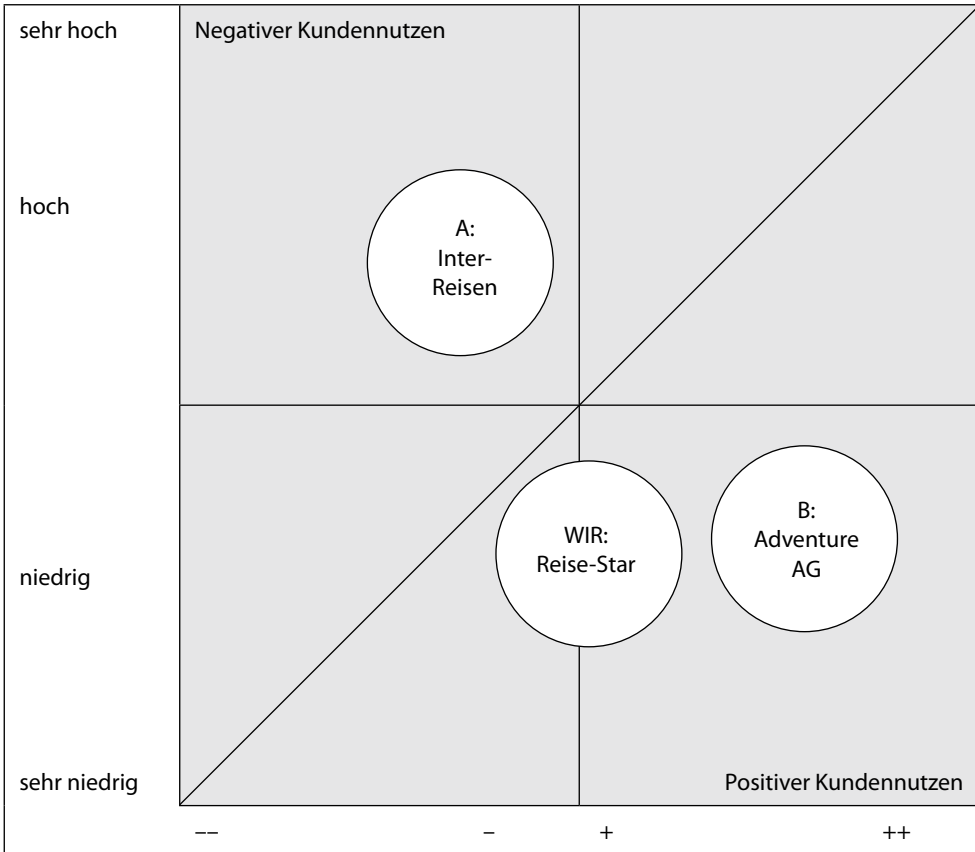 sehr hoch
Negativer Kundennutzen
hoch
A:
Inter-
Reisen
WIR:
Reise-Star
B:
Adventure
AG
niedrig
sehr niedrig
Positiver Kundennutzen
–– – + ++